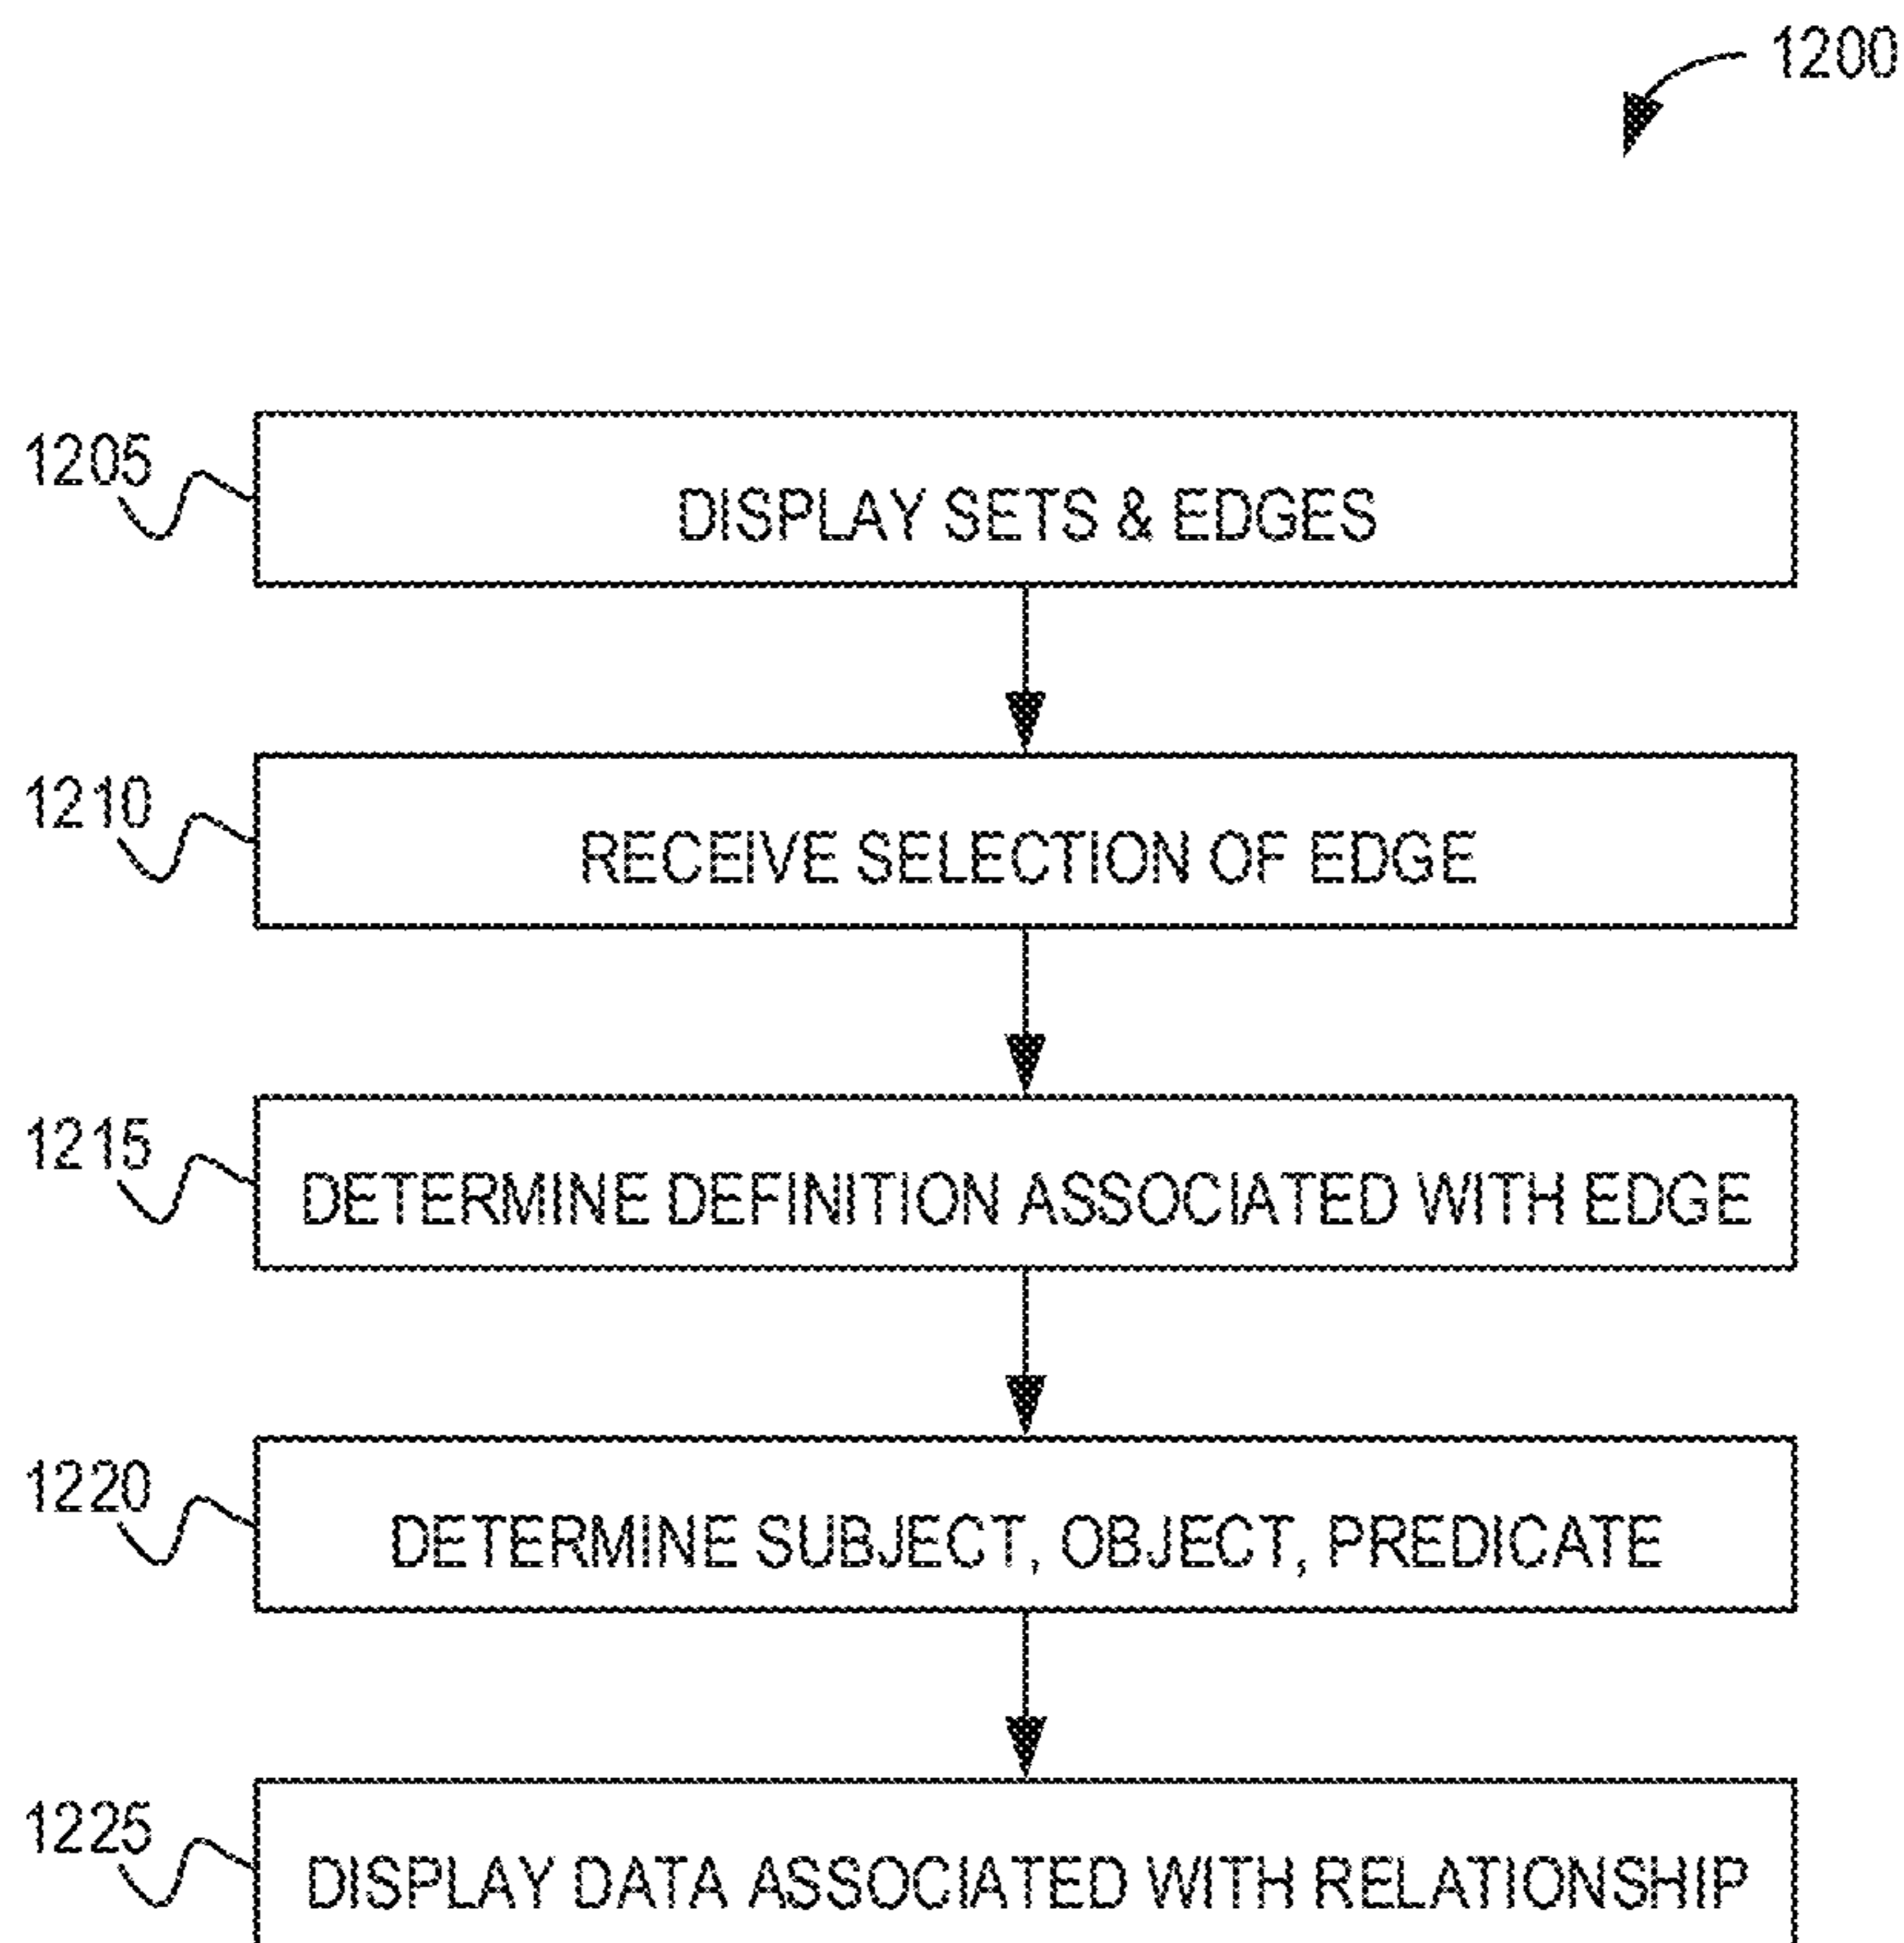 1200
1205
DISPLAY SETS & EDGES
1210
RECEIVE SELECTION OF EDGE
1215
DETERMINE DEFINITION ASSOCIATED WITH EDGE
1220
DETERMINE SUBJECT, OBJECT, PREDICATE
1225
DISPLAY DATA ASSOCIATED WITH RELATIONSHIP